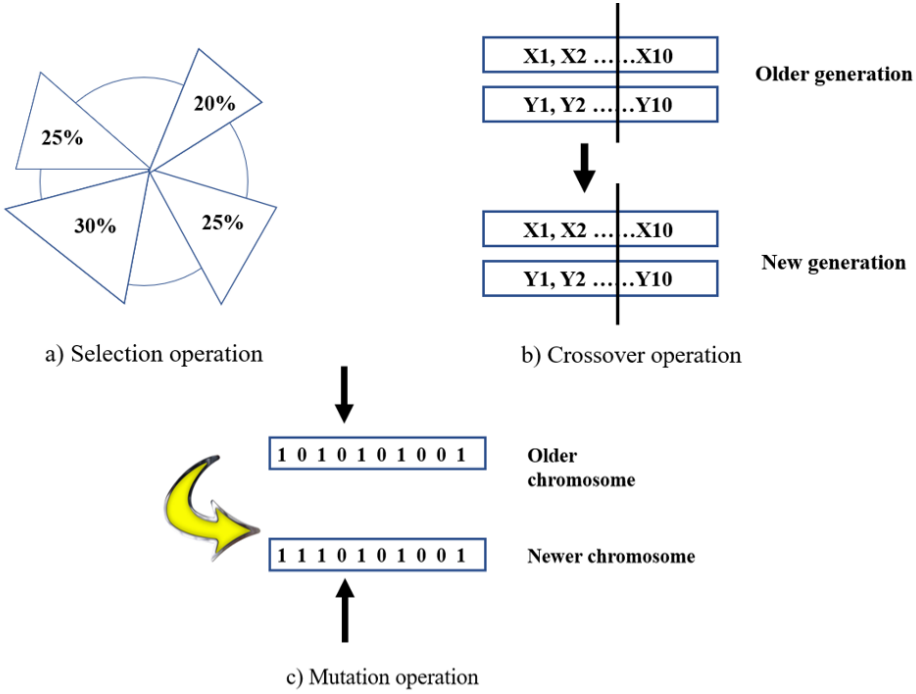 20%
25%
30%
25%
a) Selection operation
X1, X2 ......X10
Y1, Y2 ......Y10
Older generation
X1, X2 ......X10
Y1, Y2 ......Y10
New generation
b) Crossover operation
1 0 1 0 1 0 1 0 0 1
Older
chromosome
1 1 1 0 1 0 1 0 0 1
Newer chromosome
c) Mutation operation